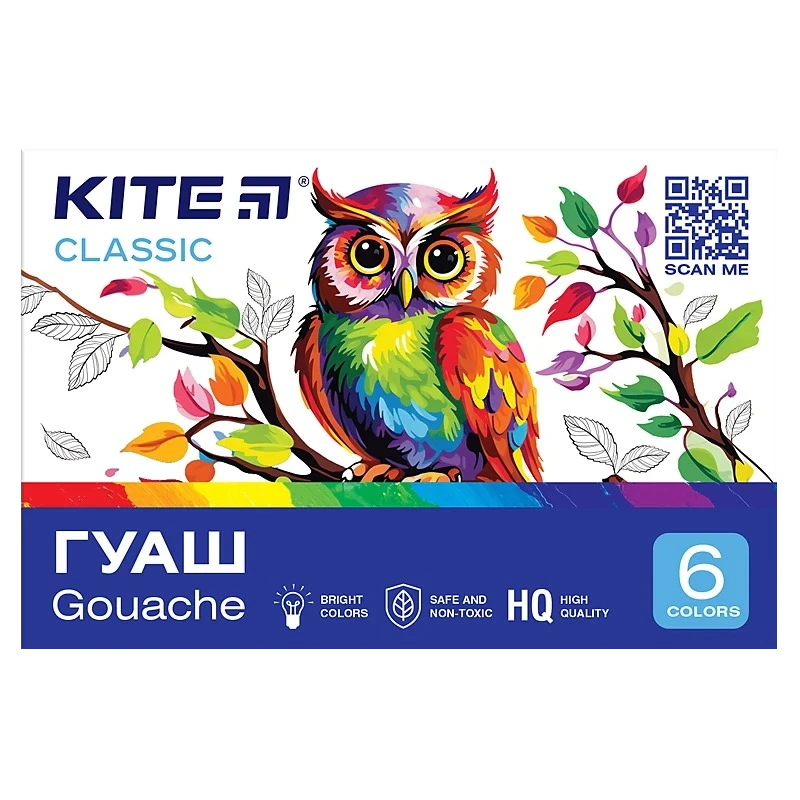 KITE ®
CLASSIC
SCAN ME
ГУАШ
Gouache
BRIGHT
COLORS
SAFE AND
NON-TOXIC
HQ
HIGH
QUALITY
6
COLORS